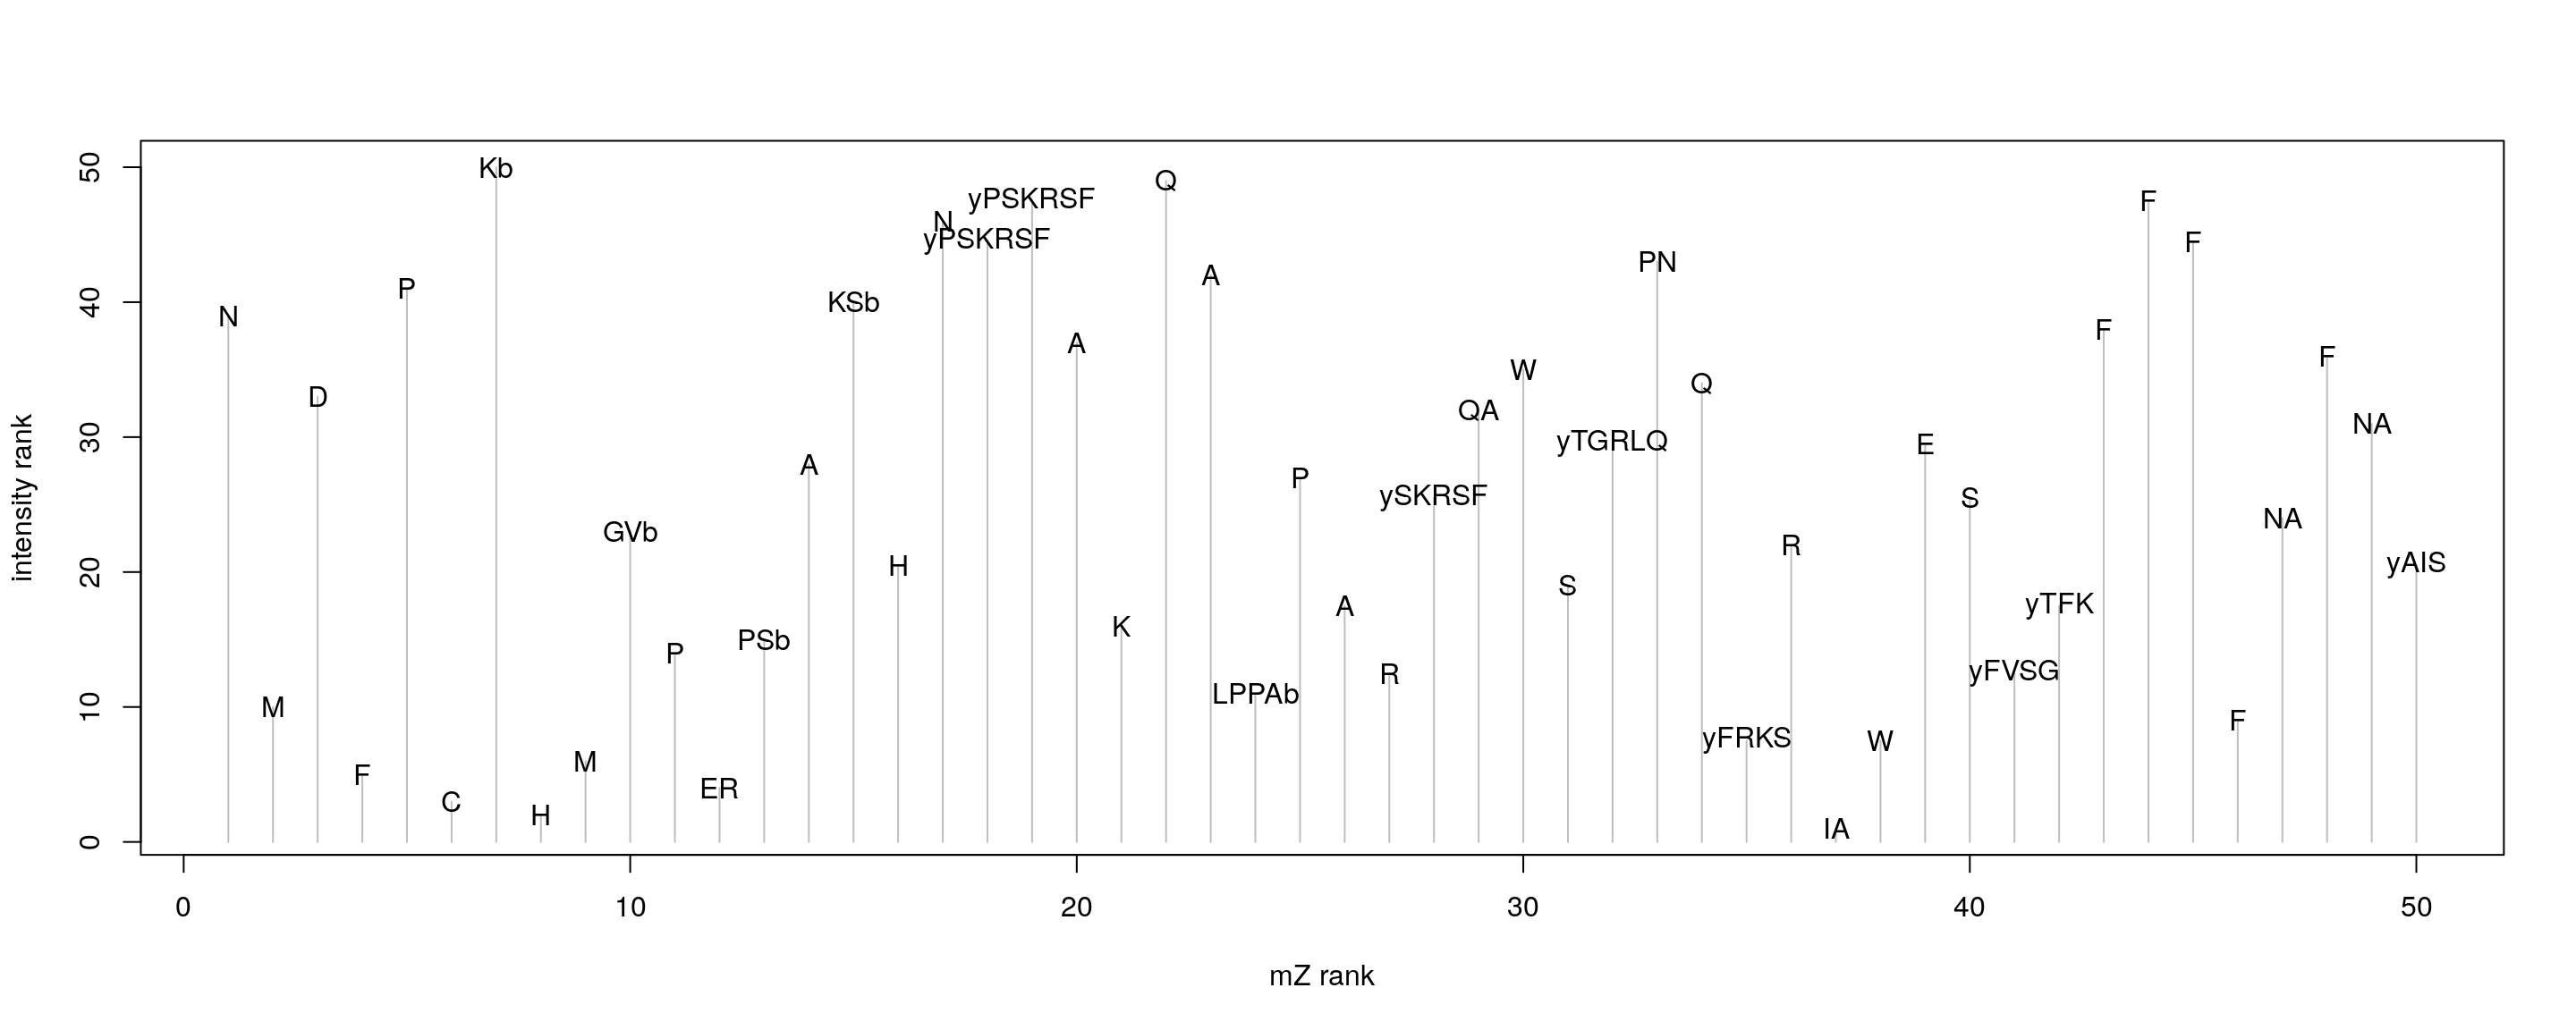 50
Kb
Q
yPSKRSF
F
N
yPSKRSF
F
PN
A
P
KSb
40
N
F
A
F
W
Q
D
QA
NA
30
yTGRLQ
E
A
P
ySKRSF
S
NA
GVb
R
20
H
yAIS
S
A
yTFK
K
PSb
P
R
yFVSG
LPPAb
10
M
F
yFRKS
W
M
F
ER
C
H
IA
0
intensity rank
0 10 20 30 40 50
mZ rank